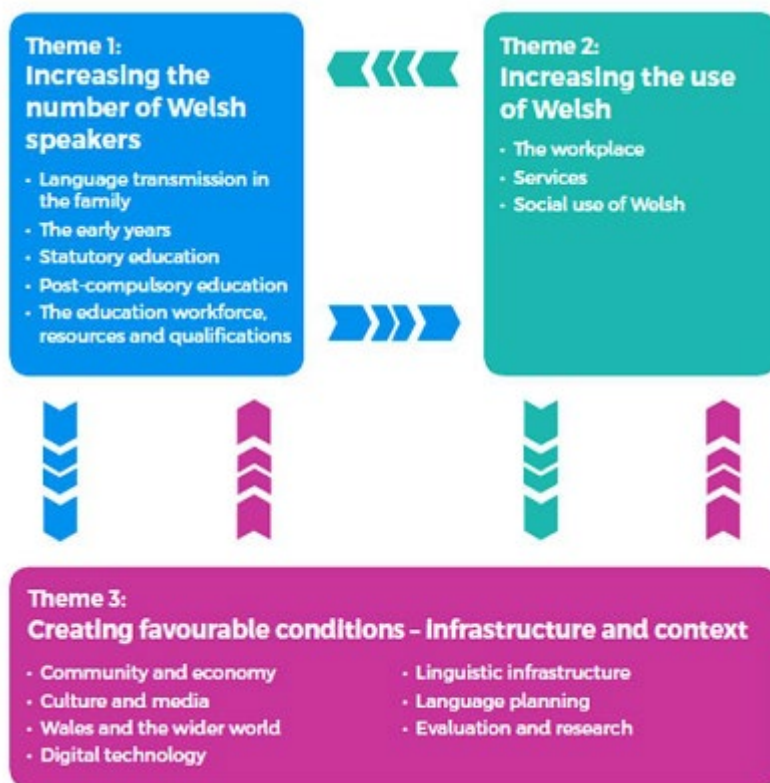 Theme 1:
Increasing the
number of Welsh
speakers
• Language transmission in
the family
• The early years
• Statutory education
• Post-compulsory education
• The education workforce,
resources and qualifications
Theme 2:
Increasing the use
of Welsh
• The workplace
• Services
• Social use of Welsh
Theme 3:
Creating favourable conditions – infrastructure and context
• Community and economy
• Culture and media
• Wales and the wider world
• Digital technology
• Linguistic infrastructure
• Language planning
• Evaluation and research